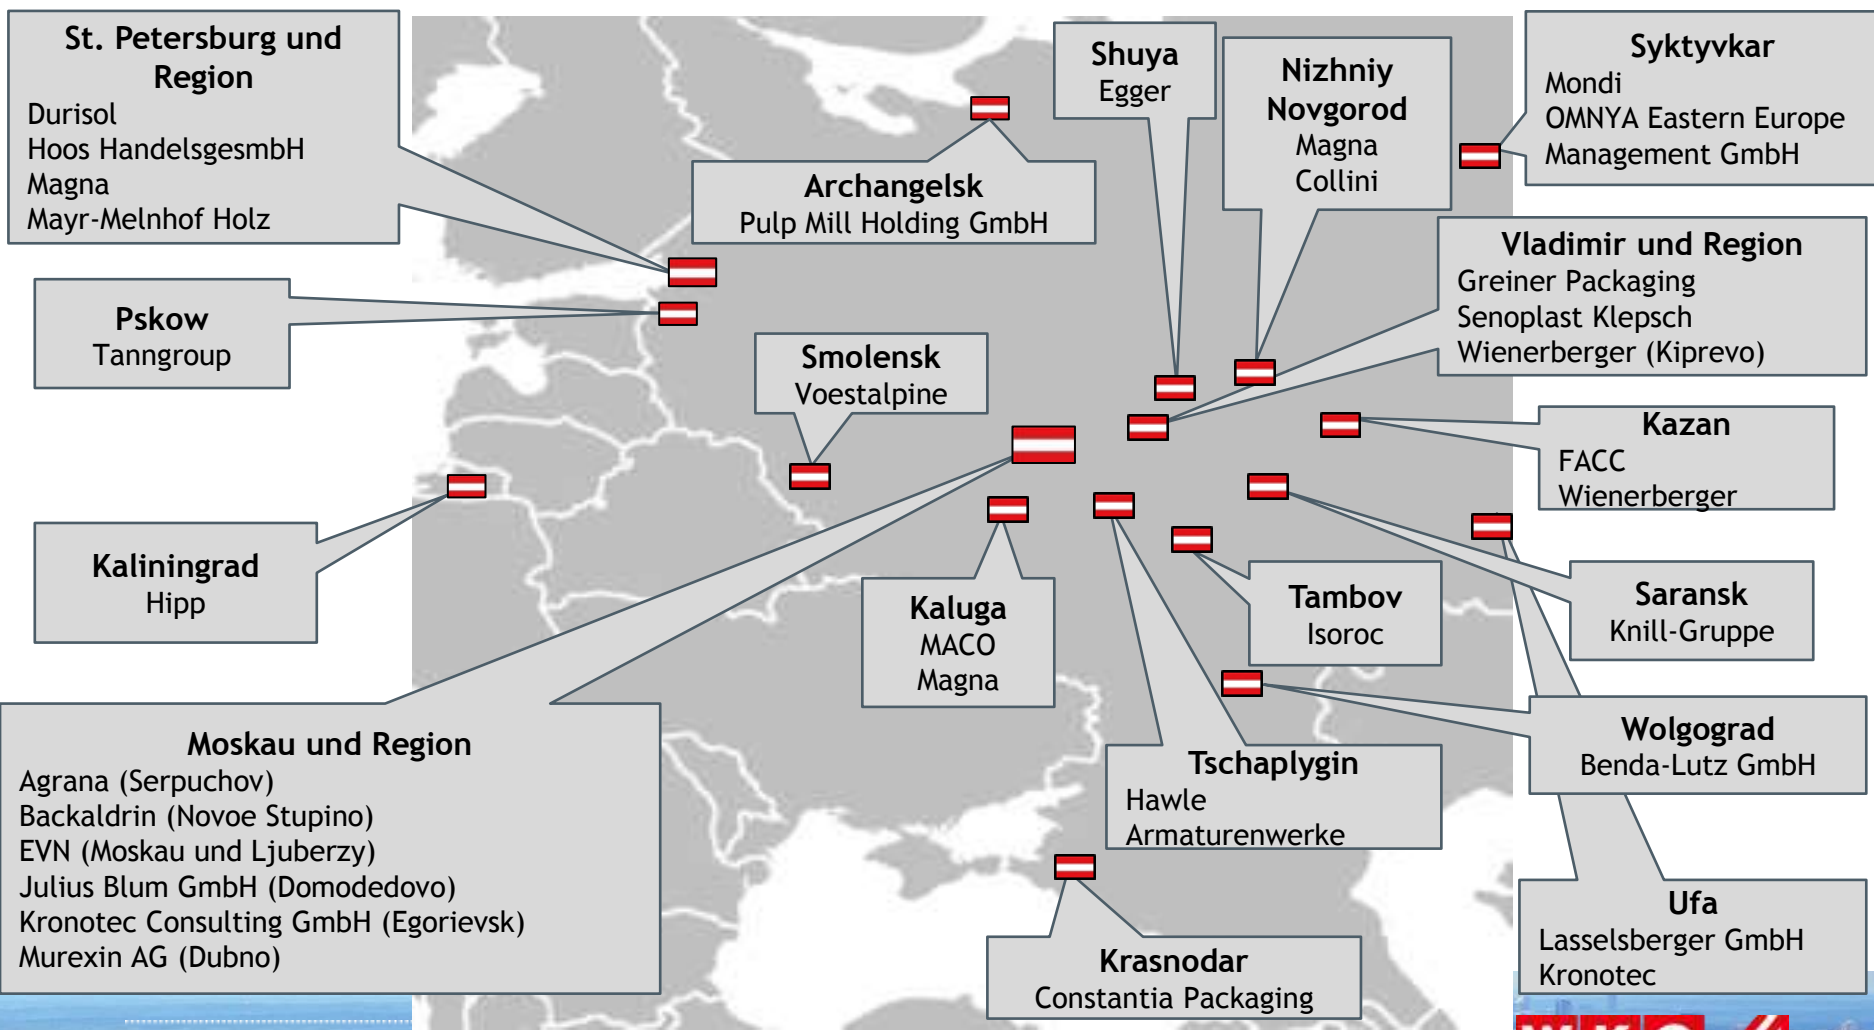 St. Petersburg und
Region
Durisol
Hoos HandelsgesmbH
Magna
Mayr-Melnhof Holz
Shuya
Egger
Nizhniy
Novgorod
Magna
Collini
Syktyvkar
Mondi
OMNYA Eastern Europe
Management GmbH
Archangelsk
Pulp Mill Holding GmbH
Vladimir und Region
Greiner Packaging
Senoplast Klepsch
Wienerberger (Kiprevo)
Pskow
Tanngroup
Smolensk
Voestalpine
Kazan
FACC
Wienerberger
Kaliningrad
Hipp
Kaluga
MACO
Magna
Tambov
Isoroc
Saransk
Knill-Gruppe
Moskau und Region
Agrana (Serpuchov)
Backaldrin (Novoe Stupino)
EVN (Moskau und Ljuberzy)
Julius Blum GmbH (Domodedovo)
Kronotec Consulting GmbH (Egorievsk)
Murexin AG (Dubno)
Tschaplygin
Hawle
Armaturenwerke
Wolgograd
Benda-Lutz GmbH
Krasnodar
Constantia Packaging
Ufa
Lasselsberger GmbH
Kronotec